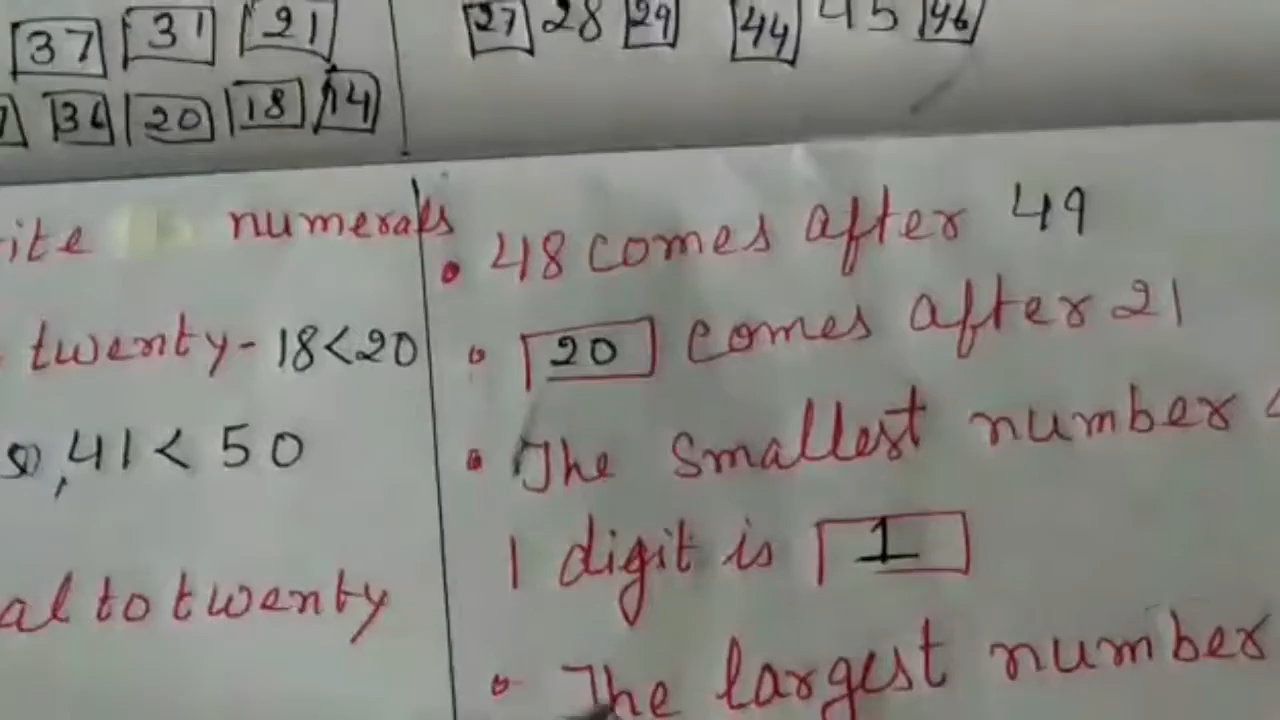 37 31 21
36 20 18 14
27 28 29 44 45 46
ite numerals
twenty - 18<20
so, 41 < 50
al to twenty
• 48 comes after 49
• 20 comes after 21
• The smallest number
1 digit is 1
• The largest number